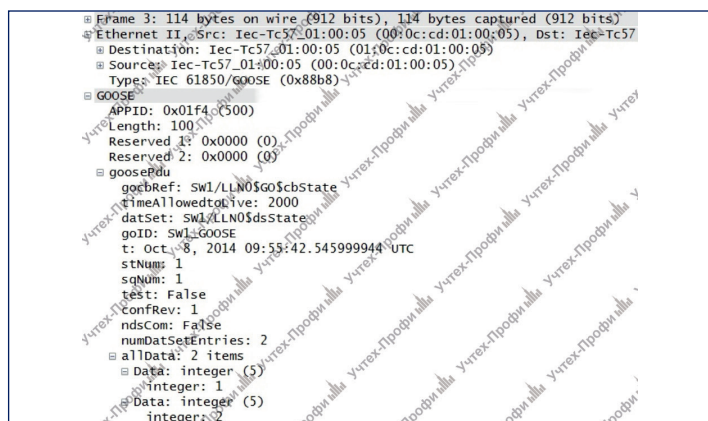 Frame 3: 114 bytes on wire (912 bits), 114 bytes captured (912 bits)
Ethernet II, Src: Iec-Tc57_01:00:05 (00:0c:cd:01:00:05), Dst: Iec-Tc57
Destination: Iec-Tc57_01:00:05 (01:0c:cd:01:00:05)
Source: Iec-Tc57_01:00:05 (00:0c:cd:01:00:05)
Type: IEC 61850/GOOSE (0x88b8)
GOOSE
APPID: 0x01f4 (500)
Length: 100
Reserved 1: 0x0000 (0)
Reserved 2: 0x0000 (0)
goosePdu
gocbRef: SW1/LLN0$GO$cbState
timeAllowedtoLive: 2000
datSet: SW1/LLN0$dsState
goID: SW1_GOOSE
t: Oct 8, 2014 09:55:42.545999944 UTC
stNum: 1
sqNum: 1
test: False
confRev: 1
ndsCom: False
numDatSetEntries: 2
allData: 2 items
Data: integer (5)
integer: 1
Data: integer (5)
integer: 2
Учтех-Профи